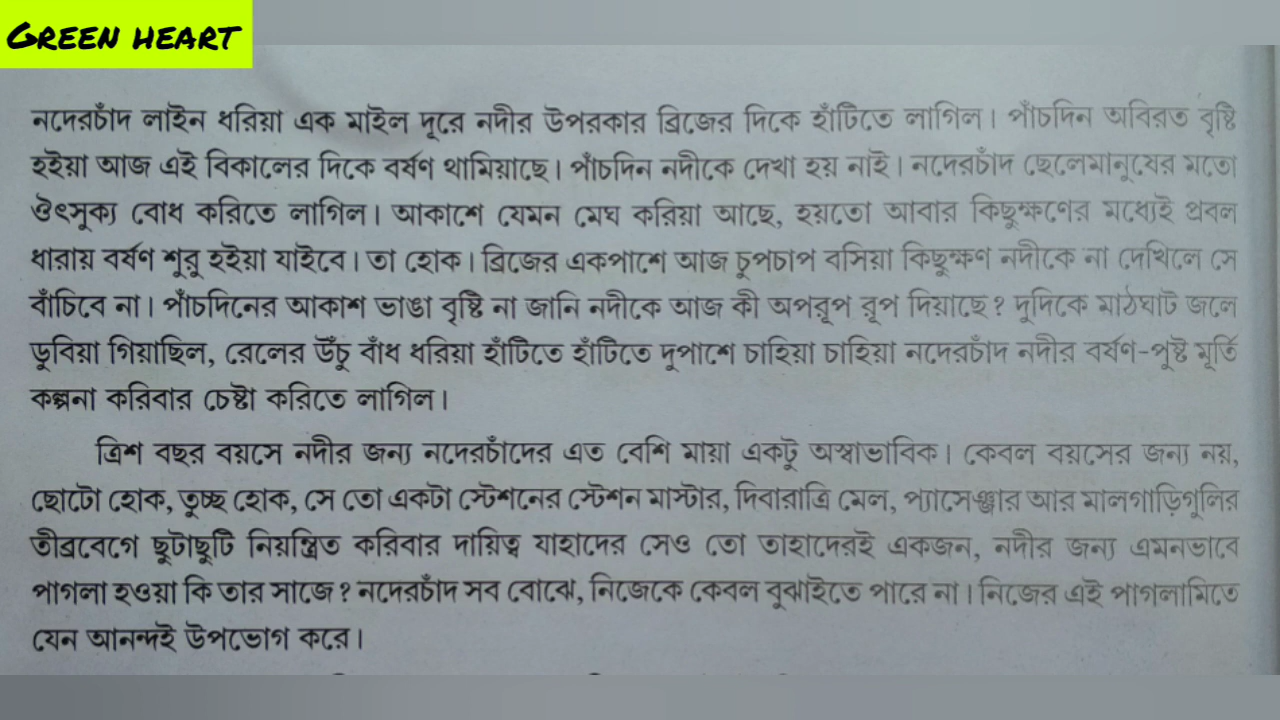 GREEN HEART
নদেরচাঁদ লাইন ধরিয়া এক মাইল দূরে নদীর উপরকার ব্রিজের দিকে হাঁটিতে লাগিল। পাঁচদিন অবিরত বৃষ্টি
হইয়া আজ এই বিকালের দিকে বর্ষণ থামিয়াছে। পাঁচদিন নদীকে দেখা হয় নাই। নদেরচাঁদ ছেলেমানুষের মতো
ঔৎসুক্য বোধ করিতে লাগিল। আকাশে যেমন মেঘ করিয়া আছে, হয়তো আবার কিছুক্ষণের মধ্যেই প্রবল
ধারায় বর্ষণ শুরু হইয়া যাইবে। তা হোক। ব্রিজের একপাশে আজ চুপচাপ বসিয়া কিছুক্ষণ নদীকে না দেখিলে সে
বাঁচিবে না। পাঁচদিনের আকাশ ভাঙা বৃষ্টি না জানি নদীকে আজ কী অপরূপ রূপ দিয়াছে? দুদিকে মাঠঘাট জলে
ডুবিয়া গিয়াছিল, রেলের উঁচু বাঁধ ধরিয়া হাঁটিতে হাঁটিতে দুপাশে চাহিয়া চাহিয়া নদেরচাঁদ নদীর বর্ষণ-পুষ্ট মূর্তি
কল্পনা করিবার চেষ্টা করিতে লাগিল।
ত্রিশ বছর বয়সে নদীর জন্য নদেরচাঁদের এত বেশি মায়া একটু অস্বাভাবিক। কেবল বয়সের জন্য নয়,
ছোটো হোক, তুচ্ছ হোক, সে তো একটা স্টেশনের স্টেশন মাস্টার, দিবারাত্রি মেল, প্যাসেঞ্জার আর মালগাড়িগুলির
তীব্রবেগে ছুটাছুটি নিয়ন্ত্রিত করিবার দায়িত্ব যাহাদের সেও তো তাহাদেরই একজন, নদীর জন্য এমনভাবে
পাগলা হওয়া কি তার সাজে? নদেরচাঁদ সব বোঝে, নিজেকে কেবল বুঝাইতে পারে না। নিজের এই পাগলামিতে
যেন আনন্দই উপভোগ করে।